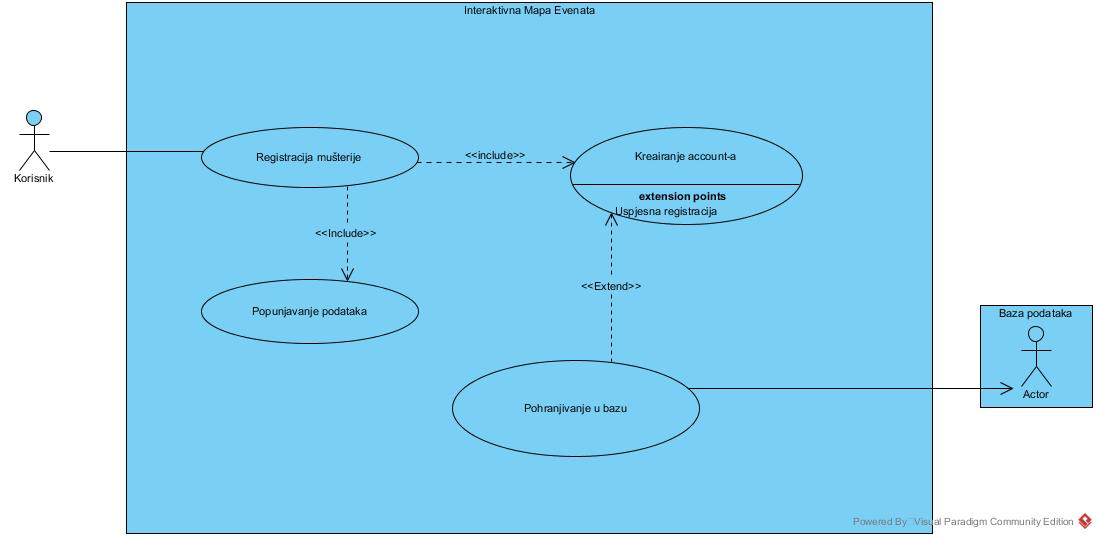 Interaktivna Mapa Evenata
Korisnik
Registracija mušterije
<<include>>
Kreairanje account-a
extension points
Uspjesna registracija
<<Include>>
Popunjavanje podataka
<<Extend>>
Pohranjivanje u bazu
Baza podataka
Actor
Powered By Visual Paradigm Community Edition